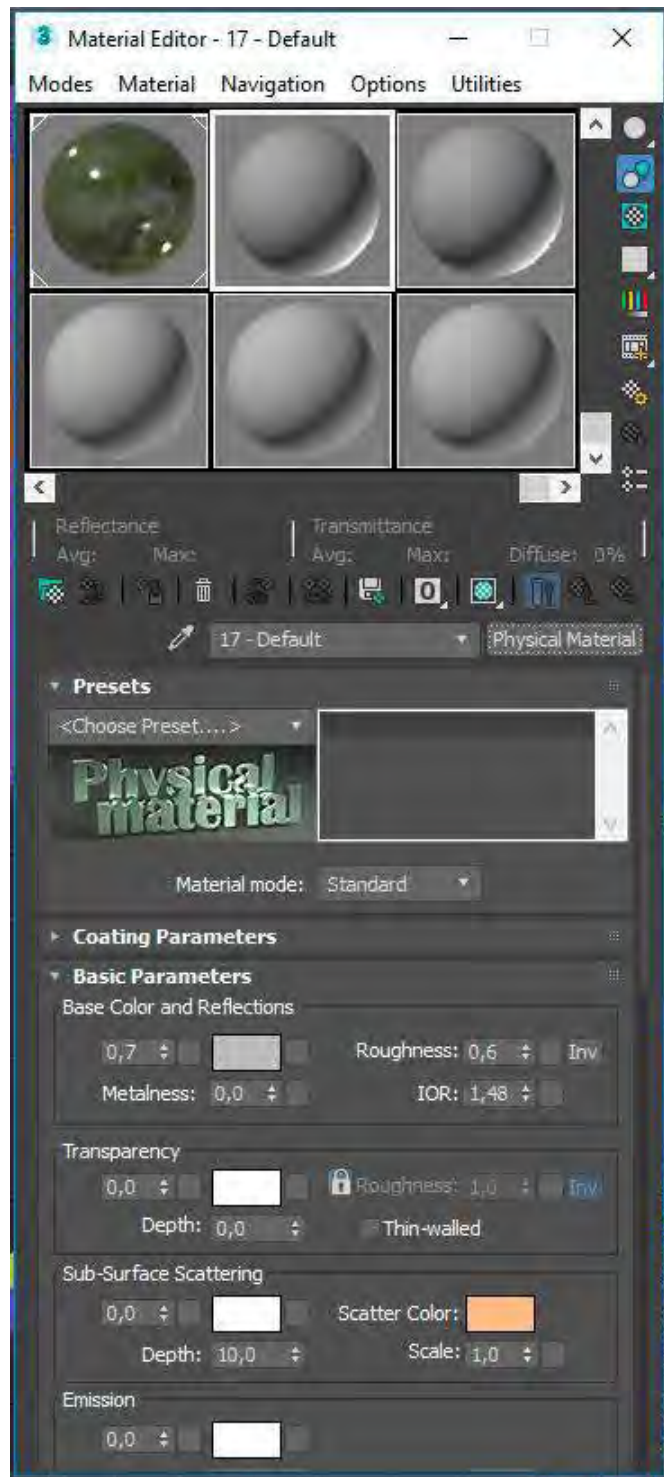 3 Material Editor - 17 - Default
Modes Material Navigation Options Utilities
Reflectance Transmittance
Avg: Max: Avg: Max: Diffuse: 0%
0
17 - Default Physical Material
Presets
<Choose Preset....>
Physical
material
Material mode: Standard
Coating Parameters
Basic Parameters
Base Color and Reflections
0,7 Roughness: 0,6 Inv
Metalness: 0,0 IOR: 1,48
Transparency
0,0 Roughness: 1,0 Inv
Depth: 0,0 Thin-walled
Sub-Surface Scattering
0,0 Scatter Color:
Depth: 10,0 Scale: 1,0
Emission
0,0